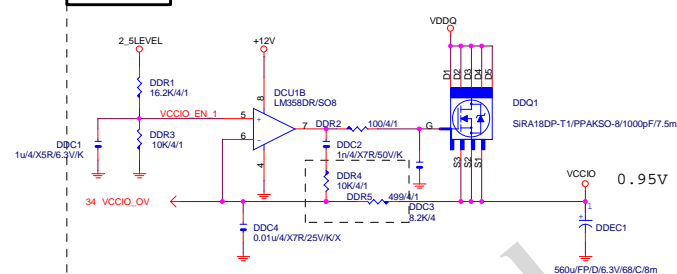 2_5LEVEL
+12V
VDDQ
DDR1
16.2K/4/1
DCU1B
LM358DR/SO8
D1
D2
D3
D4
D5
DDQ1
SiRA18DP-T1/PPAKSO-8/1000pF/7.5m
VCCIO_EN_1
5
+
8
7
DDR2
100/4/1
G
DDC1
1u/4/X5R/6.3V/K
DDR3
10K/4/1
6
-
4
DDC2
1n/4/X7R/50V/K
S3
S2
S1
DDR4
10K/4/1
VCCIO
0.95V
34 VCCIO_OV
DDR5
499/4/1
DDC3
8.2K/4
1
+
DDC4
0.01u/4/X7R/25V/K/X
DDEC1
560u/FP/D/6.3V/68/C/8m